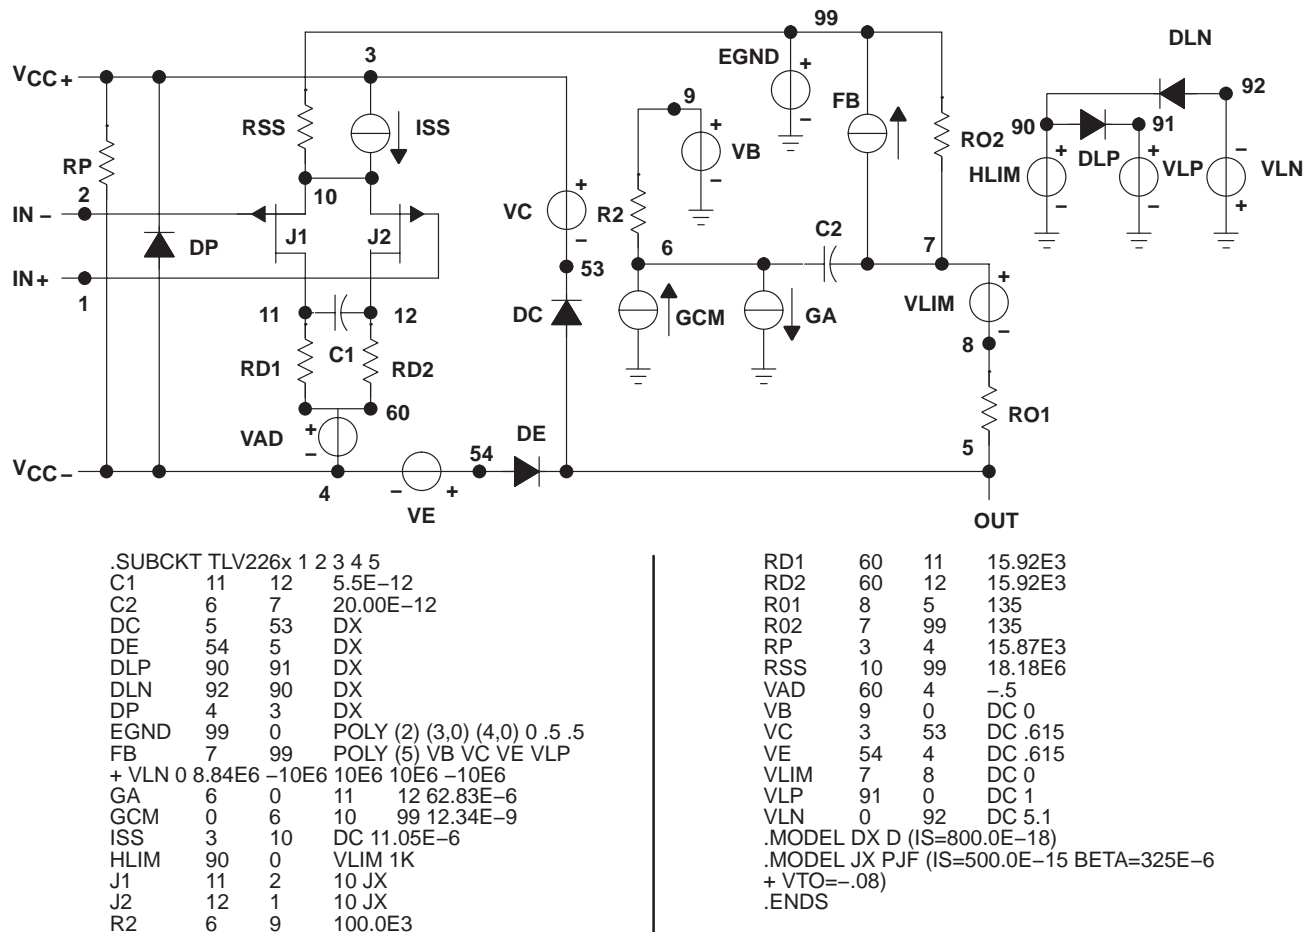 99
DLN
3
VCC+
EGND
+
−
FB
9
92
RSS
ISS
VB
+
−
RO2
90
91
RP
DLP
HLIM
+
−
+
−
VLP
−
+
VLN
10
2
IN −
VC
+
−
R2
C2
J1
J2
DP
6
7
IN+
1
53
+
−
VLIM
11
12
DC
GCM
GA
C1
8
RD1
RD2
60
RO1
VAD
+
−
DE
54
5
VCC−
4
−
+
VE
OUT
.SUBCKT TLV226x 1 2 3 4 5
C1 11 12 5.5E−12
C2 6 7 20.00E−12
DC 5 53 DX
DE 54 5 DX
DLP 90 91 DX
DLN 92 90 DX
DP 4 3 DX
EGND 99 0 POLY (2) (3,0) (4,0) 0 .5 .5
FB 7 99 POLY (5) VB VC VE VLP
+ VLN 0 8.84E6 −10E6 10E6 10E6 −10E6
GA 6 0 11 12 62.83E−6
GCM 0 6 10 99 12.34E−9
ISS 3 10 DC 11.05E−6
HLIM 90 0 VLIM 1K
J1 11 2 10 JX
J2 12 1 10 JX
R2 6 9 100.0E3
RD1 60 11 15.92E3
RD2 60 12 15.92E3
R01 8 5 135
R02 7 99 135
RP 3 4 15.87E3
RSS 10 99 18.18E6
VAD 60 4 −.5
VB 9 0 DC 0
VC 3 53 DC .615
VE 54 4 DC .615
VLIM 7 8 DC 0
VLP 91 0 DC 1
VLN 0 92 DC 5.1
.MODEL DX D (IS=800.0E−18)
.MODEL JX PJF (IS=500.0E−15 BETA=325E−6
+ VTO=−.08)
.ENDS